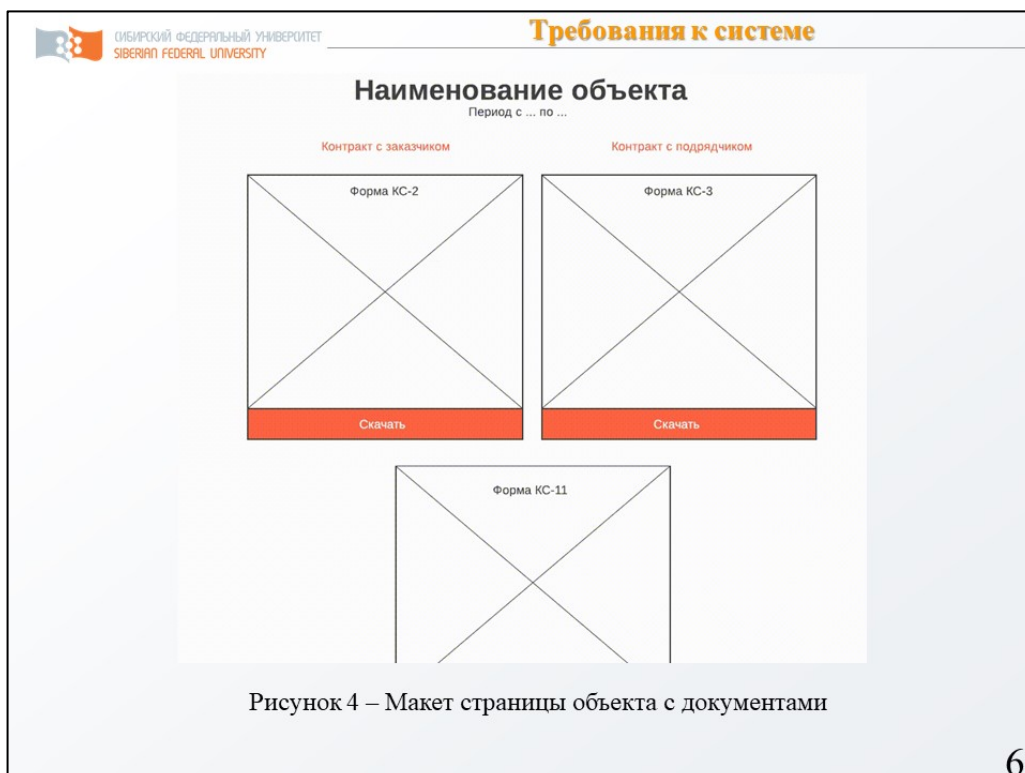 СИБИРСКИЙ ФЕДЕРАЛЬНЫЙ УНИВЕРСИТЕТ
SIBERIAN FEDERAL UNIVERSITY
Требования к системе
Наименование объекта
Период с ... по ...
Контракт с заказчиком
Контракт с подрядчиком
Форма КС-2
Форма КС-3
Скачать
Скачать
Форма КС-11
Рисунок 4 – Макет страницы объекта с документами
6